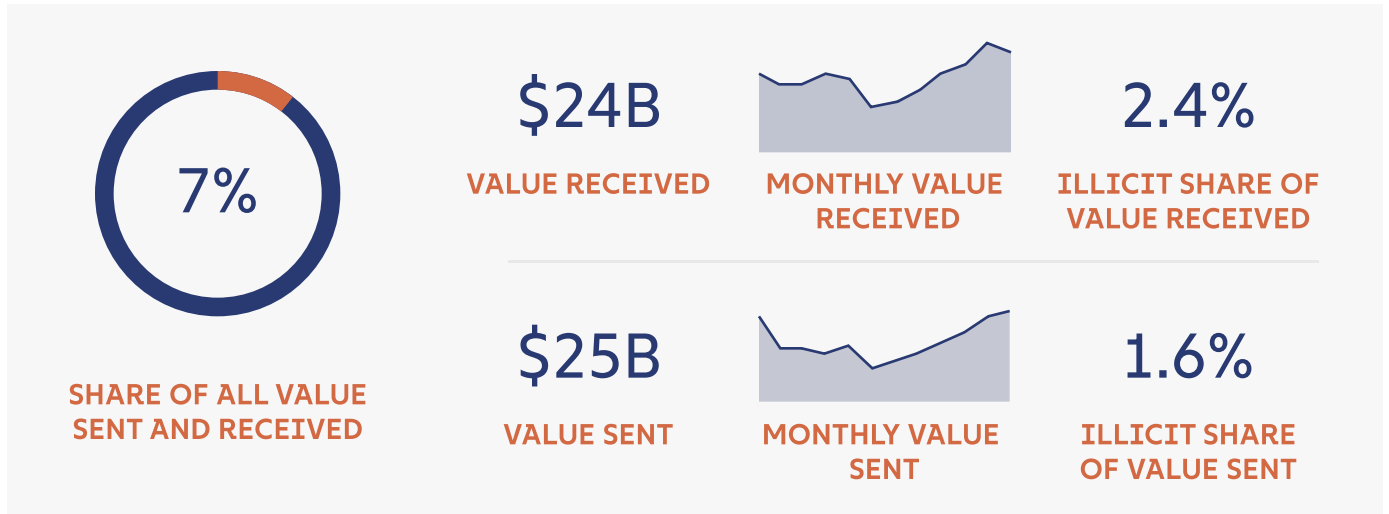 7%
SHARE OF ALL VALUE
SENT AND RECEIVED
$24B
VALUE RECEIVED
MONTHLY VALUE
RECEIVED
2.4%
ILLICIT SHARE OF
VALUE RECEIVED
$25B
VALUE SENT
MONTHLY VALUE
SENT
1.6%
ILLICIT SHARE
OF VALUE SENT